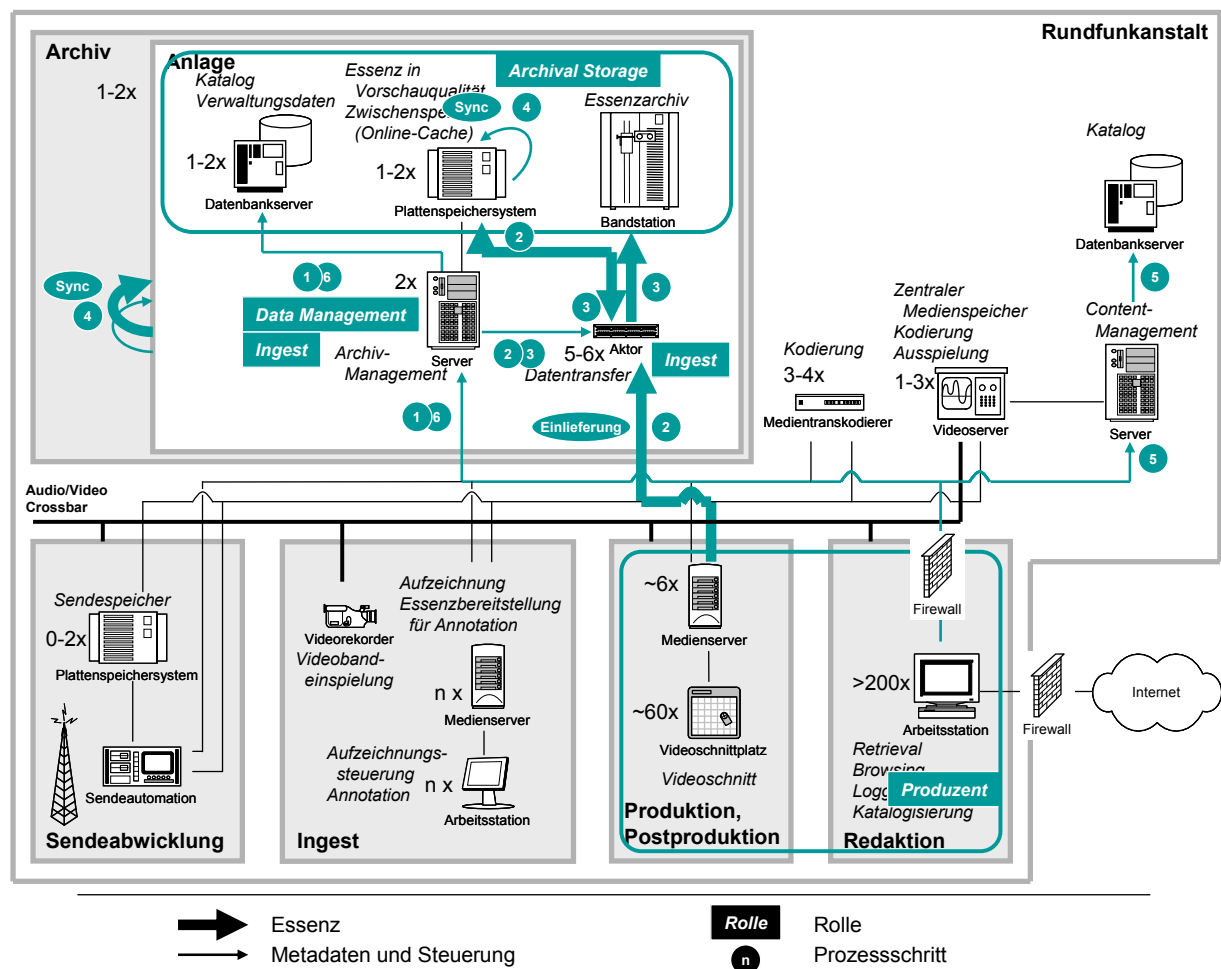 Rundfunkanstalt
Archiv
1-2x
Anlage
Katalog
Verwaltungsdaten
1-2x
Datenbankserver
Essenz in
Vorschauqualität
(Online-Cache)
Sync
4
1-2x
Plattenspeichersystem
Archival Storage
Essenzarchiv
Bandstation
2
3
3
Sync
4
1
6
2x
Data Management
Ingest
Archiv-
Management
Server
2
3
5-6x
Aktor
Datentransfer
Ingest
1
6
Einlieferung
2
Kodierung
3-4x
Medientranskodierer
Zentraler
Medienspeicher
Kodierung
Ausspielung
1-3x
Videoserver
Katalog
Datenbankserver
5
Content-
Management
Server
5
Audio/Video
Crossbar
Sendespeicher
0-2x
Plattenspeichersystem
Sendeautomation
Sendeabwicklung
Videorekorder
Videoband-
einspielung
Aufzeichnung
Essenzbereitstellung
für Annotation
n x
Medienserver
Aufzeichnungs-
steuerung
Annotation
n x
Arbeitsstation
Ingest
~6x
Medienserver
~60x
Videoschnittplatz
Videoschnitt
Produktion,
Postproduktion
Firewall
>200x
Arbeitsstation
Retrieval
Browsing
Produzent
Katalogisierung
Redaktion
Firewall
Internet
Essenz
Metadaten und Steuerung
Rolle
Rolle
n
Prozessschritt